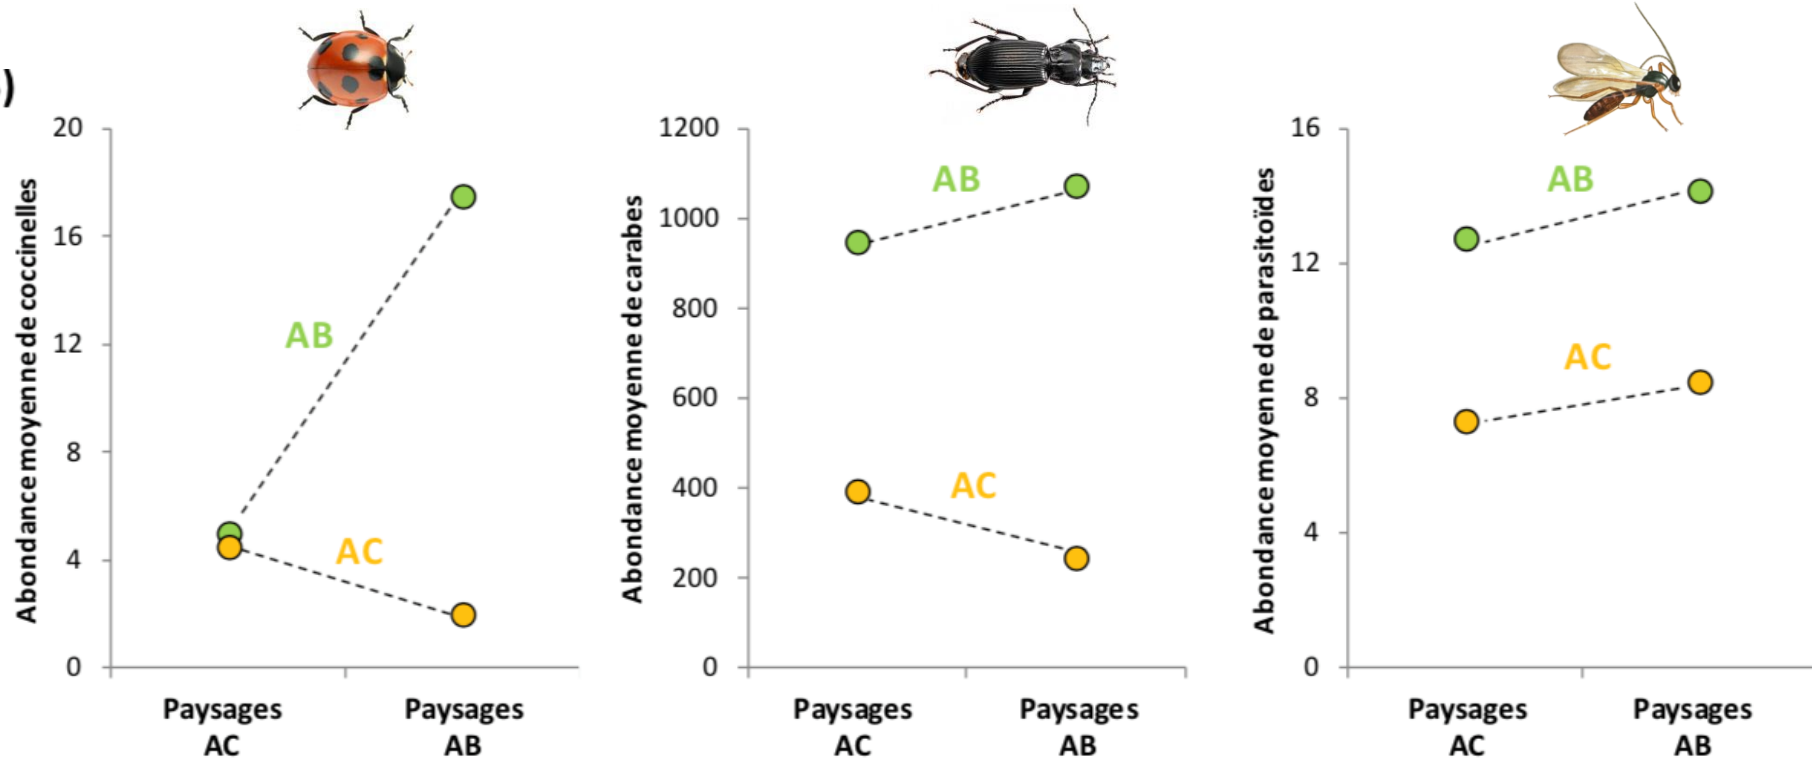 )
Abondance moyenne de coccinelles
20
16
12
8
4
0
AB
AC
Paysages AC
Paysages AB
Abondance moyenne de carabes
1200
1000
800
600
400
200
0
AB
AC
Paysages AC
Paysages AB
Abondance moyenne de parasitoïdes
16
12
8
4
0
AB
AC
Paysages AC
Paysages AB